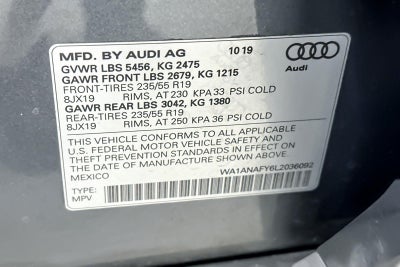 MFD. BY AUDI AG 10 19
GVWR LBS 5456, KG 2475
GAWR FRONT LBS 2679, KG 1215
FRONT-TIRES 235/55 R19
8JX19 RIMS, AT 230 KPA 33 PSI COLD
GAWR REAR LBS 3042, KG 1380
REAR-TIRES 235/55 R19
8JX19 RIMS, AT 250 KPA 36 PSI COLD
THIS VEHICLE CONFORMS TO ALL APPLICABLE
U.S. FEDERAL MOTOR VEHICLE SAFETY AND
THEFT PREVENTION STANDARDS IN EFFECT ON
THE DATE OF MANUFACTURE SHOWN ABOVE.
MEXICO
TYPE: WA1ANAFY6L2036092
MPV
Audi